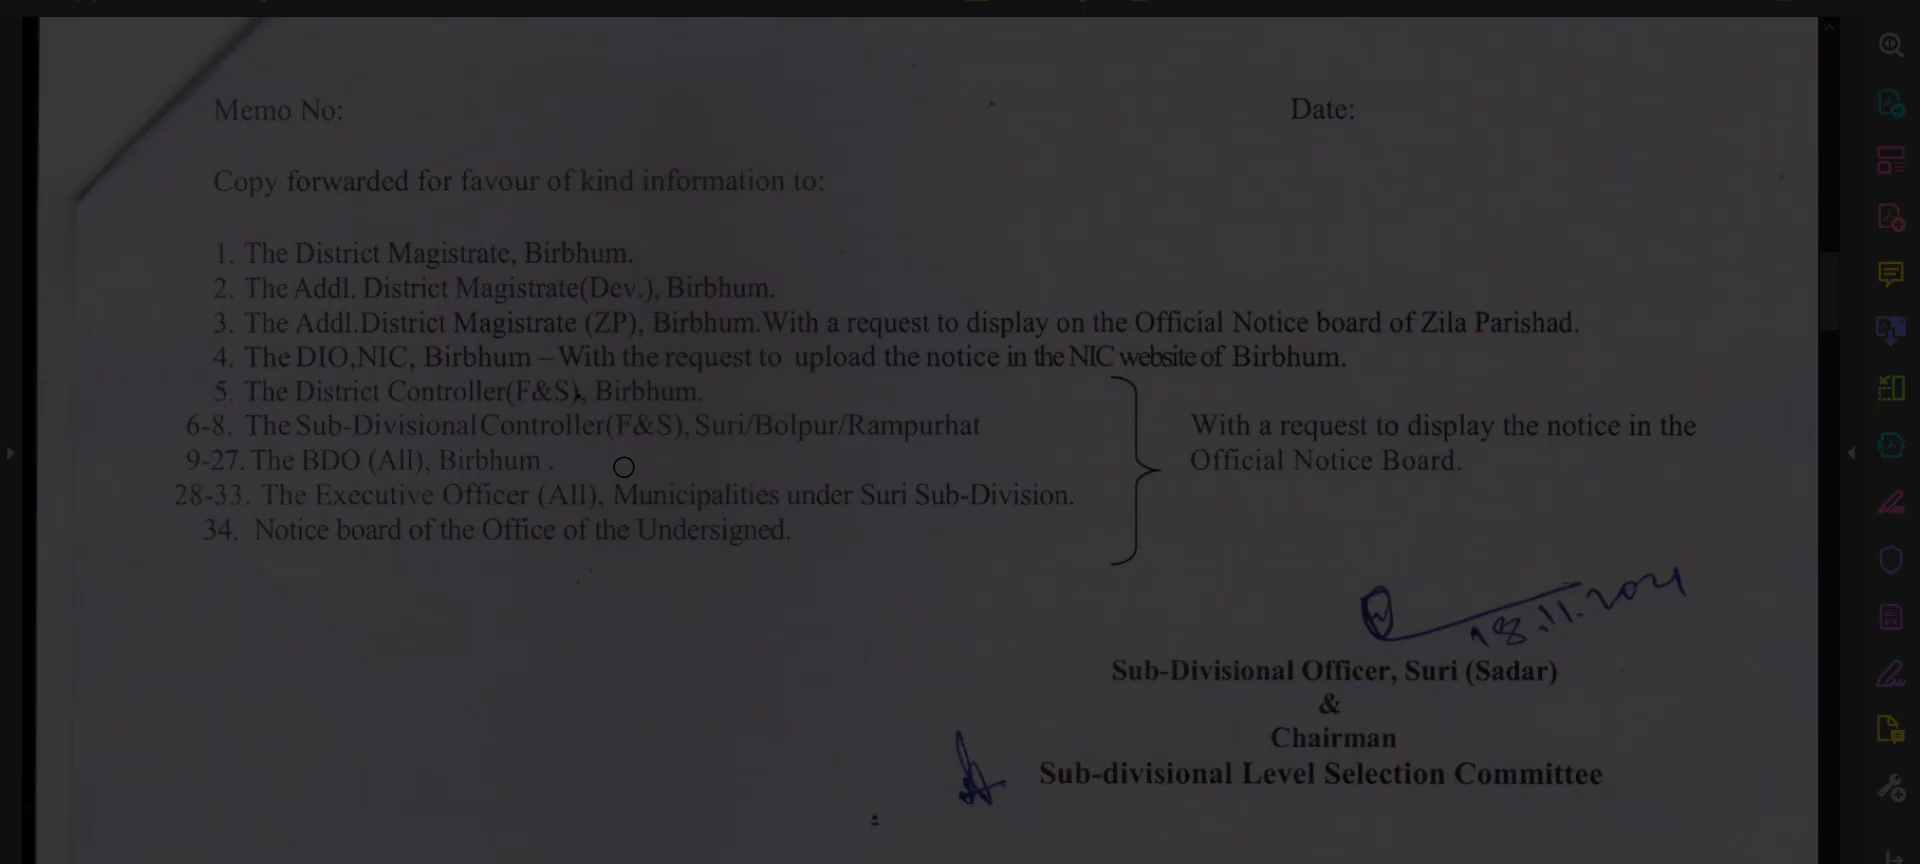 Memo No: Date:
Copy forwarded for favour of kind information to:
1. The District Magistrate, Birbhum.
2. The Addl. District Magistrate(Dev.), Birbhum.
3. The Addl.District Magistrate (ZP), Birbhum.With a request to display on the Official Notice board of Zila Parishad.
4. The DIO,NIC, Birbhum – With the request to upload the notice in the NIC website of Birbhum.
5. The District Controller(F&S), Birbhum.
6-8. The Sub-Divisional Controller(F&S), Suri/Bolpur/Rampurhat
9-27. The BDO (All), Birbhum .
28-33. The Executive Officer (All), Municipalities under Suri Sub-Division.
34. Notice board of the Office of the Undersigned.
With a request to display the notice in the
Official Notice Board.
18.11.2021
Sub-Divisional Officer, Suri (Sadar)
&
Chairman
Sub-divisional Level Selection Committee